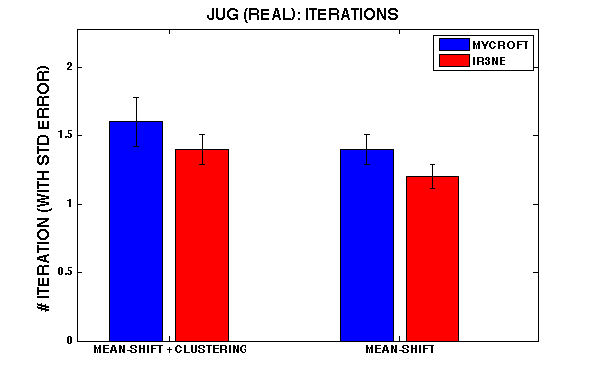 JUG (REAL): ITERATIONS
MYCROFT
IR3NE
# ITERATION (WITH STD ERROR)
2
1.5
1
0.5
0
MEAN-SHIFT + CLUSTERING
MEAN-SHIFT